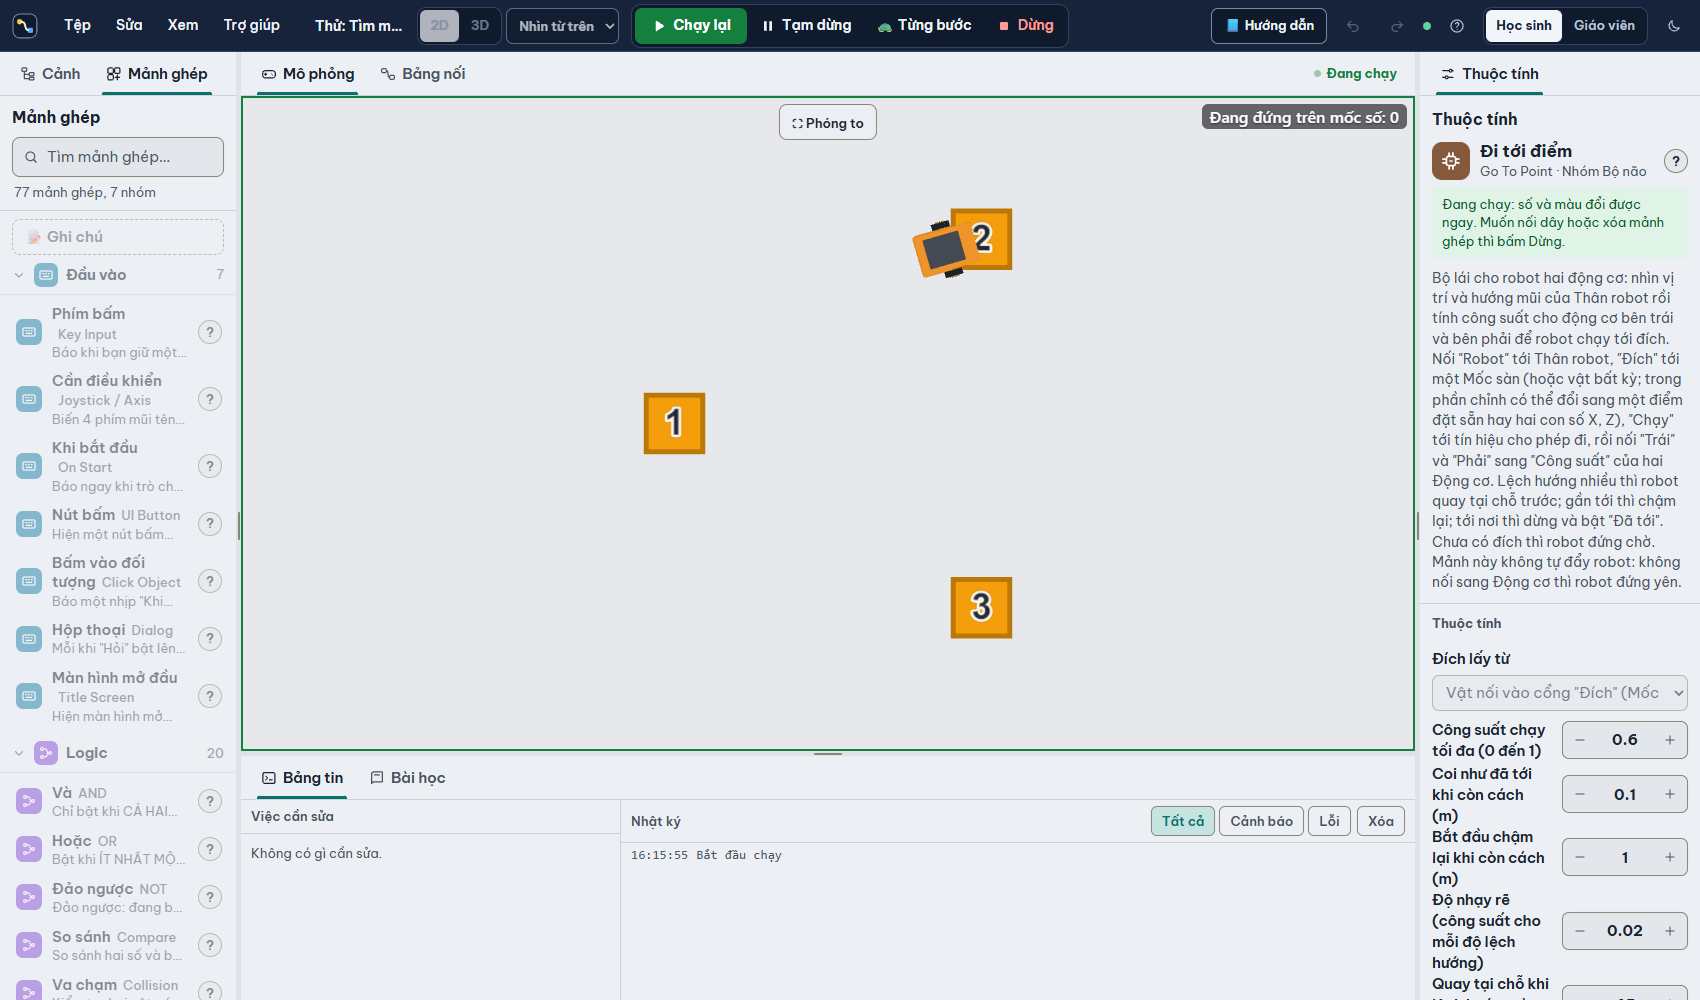 Tệp Sửa Xem Trợ giúp Thử: Tìm m... 2D 3D Nhìn từ trên Chạy lại Tạm dừng Từng bước Dừng Hướng dẫn Học sinh Giáo viên
Cảnh Mảnh ghép
Mảnh ghép
Tìm mảnh ghép...
77 mảnh ghép, 7 nhóm
Ghi chú
Đầu vào 7
Phím bấm
Key Input
Báo khi bạn giữ một...
?
Cần điều khiển
Joystick / Axis
Biến 4 phím mũi tên...
?
Khi bắt đầu
On Start
Báo ngay khi trò ch...
?
Nút bấm UI Button
Hiện một nút bấm...
?
Bấm vào đối
tượng Click Object
Báo một nhịp "Khi...
?
Hộp thoại Dialog
Mỗi khi "Hỏi" bật lên...
?
Màn hình mở đầu
Title Screen
Hiện màn hình mở...
?
Logic 20
Và AND
Chỉ bật khi CẢ HAI...
?
Hoặc OR
Bật khi ÍT NHẤT MỘ...
?
Đảo ngược NOT
Đảo ngược: đang b...
?
So sánh Compare
So sánh hai số và b...
?
Va chạm Collision
?
Mô phỏng Bảng nối Đang chạy
Phóng to
Đang đứng trên mốc số: 0
2
1
3
Bảng tin Bài học
Việc cần sửa
Không có gì cần sửa.
Nhật ký Tất cả Cảnh báo Lỗi Xóa
16:15:55 Bắt đầu chạy
Thuộc tính
Thuộc tính
Đi tới điểm
Go To Point · Nhóm Bộ não
?
Đang chạy: số và màu đổi được
ngay. Muốn nối dây hoặc xóa mảnh
ghép thì bấm Dừng.
Bộ lái cho robot hai động cơ: nhìn vị
trí và hướng mũi của Thân robot rồi
tính công suất cho động cơ bên trái
và bên phải để robot chạy tới đích.
Nối "Robot" tới Thân robot, "Đích" tới
một Mốc sàn (hoặc vật bất kỳ; trong
phần chỉnh có thể đổi sang một điểm
đặt sẵn hay hai con số X, Z), "Chạy"
tới tín hiệu cho phép đi, rồi nối "Trái"
và "Phải" sang "Công suất" của hai
Động cơ. Lệch hướng nhiều thì robot
quay tại chỗ trước; gần tới thì chậm
lại; tới nơi thì dừng và bật "Đã tới".
Chưa có đích thì robot đứng chờ.
Mảnh này không tự đẩy robot: không
nối sang Động cơ thì robot đứng yên.
Thuộc tính
Đích lấy từ
Vật nối vào cổng "Đích" (Mốc
Công suất chạy
tối đa (0 đến 1)
− 0.6 +
Coi như đã tới
khi còn cách
(m)
− 0.1 +
Bắt đầu chậm
lại khi còn cách
(m)
− 1 +
Độ nhạy rẽ
(công suất cho
mỗi độ lệch
hướng)
− 0.02 +
Quay tại chỗ khi